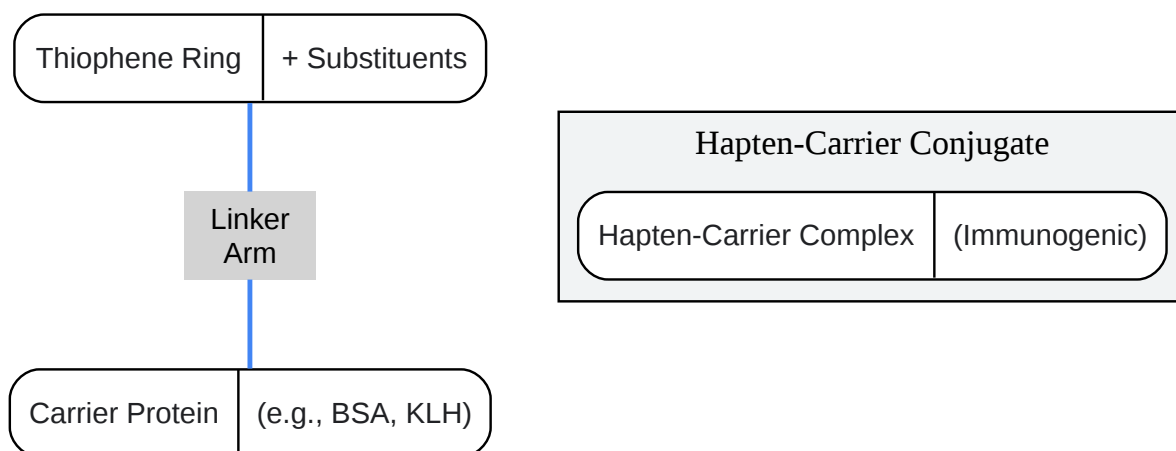 Thiophene Ring
+ Substituents
Linker
Arm
Carrier Protein
(e.g., BSA, KLH)
Hapten-Carrier Conjugate
Hapten-Carrier Complex
(Immunogenic)